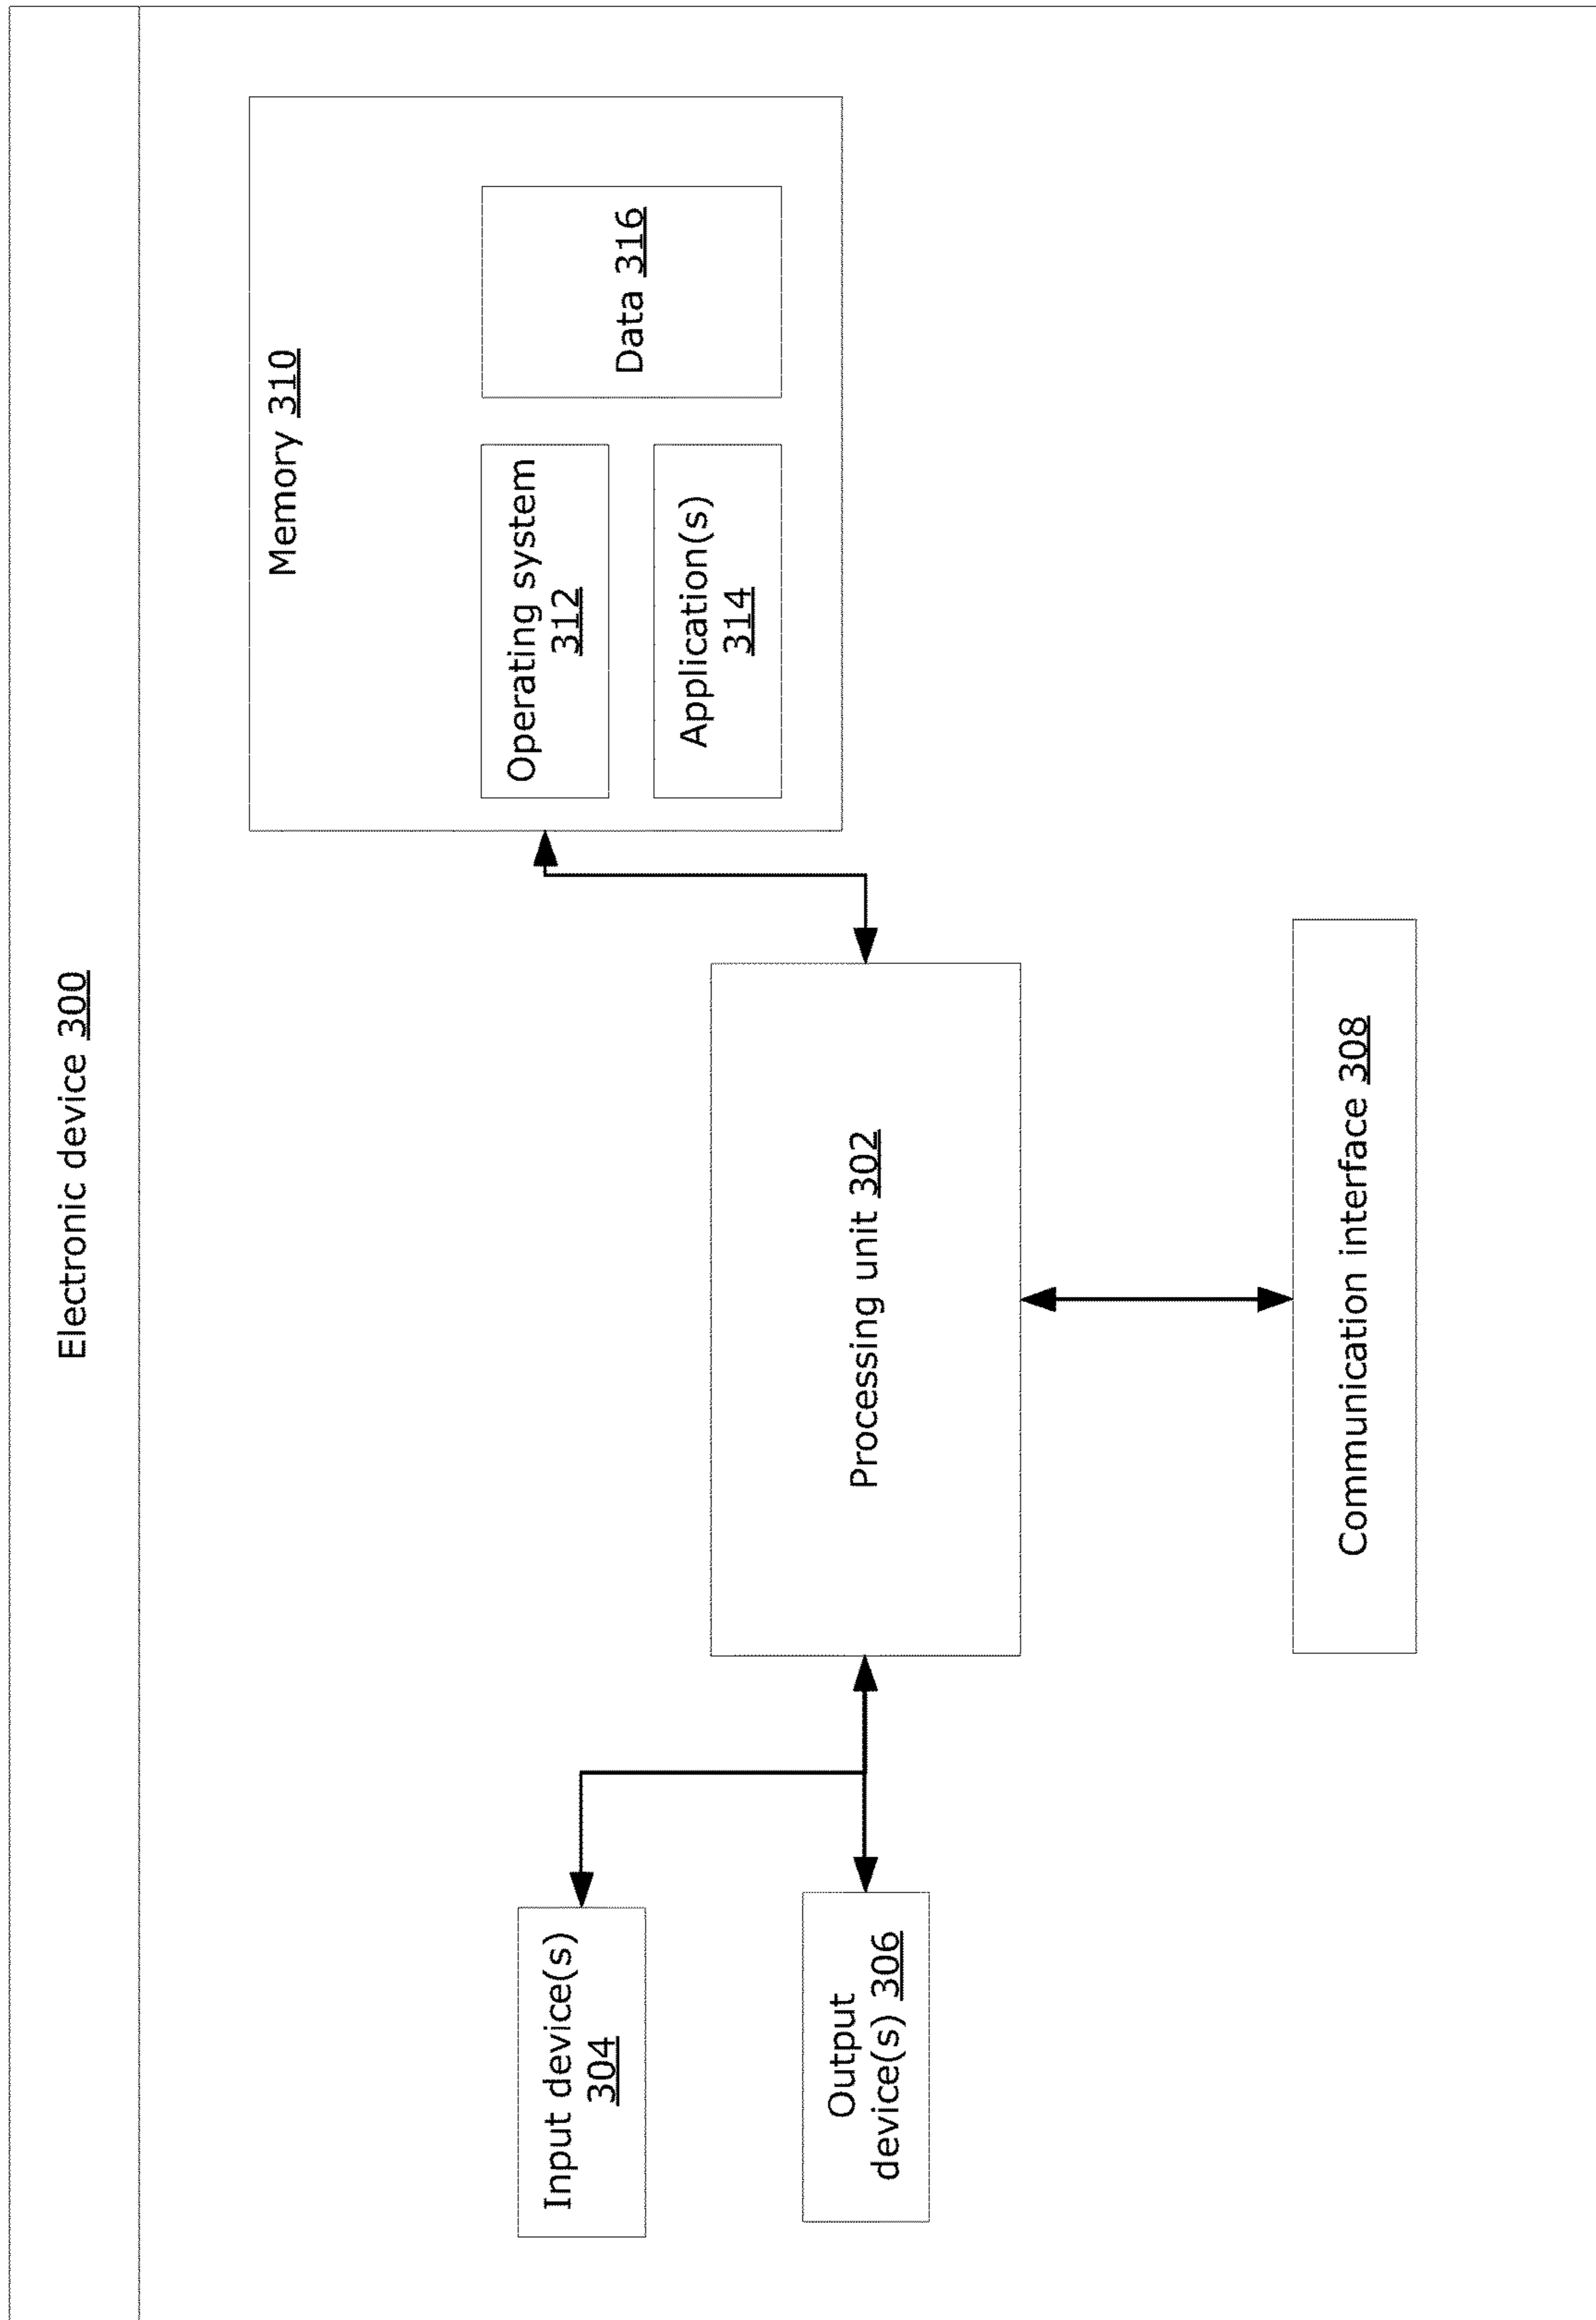 Electronic device 300
Memory 310
Operating system
312
Data 316
Application(s)
314
Input device(s)
304
Processing unit 302
Output
device(s) 306
Communication interface 308